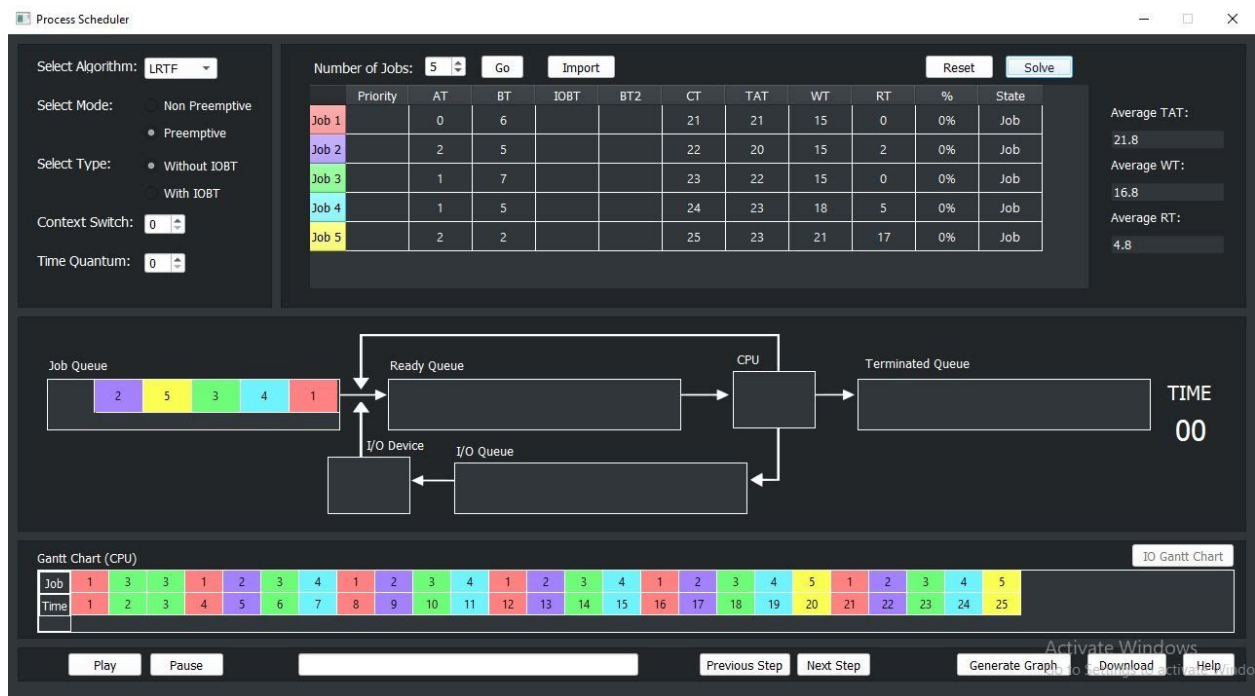 Process Scheduler
Select Algorithm: LRTF
Select Mode: Non Preemptive
Preemptive
Select Type: Without IOBT
With IOBT
Context Switch: 0
Time Quantum: 0
Number of Jobs: 5 Go Import Reset Solve
Priority AT BT IOBT BT2 CT TAT WT RT % State
Job 1 0 6 21 21 15 0 0% Job
Job 2 2 5 22 20 15 2 0% Job
Job 3 1 7 23 22 15 0 0% Job
Job 4 1 5 24 23 18 5 0% Job
Job 5 2 2 25 23 21 17 0% Job
Average TAT:
21.8
Average WT:
16.8
Average RT:
4.8
Job Queue
2 5 3 4 1
Ready Queue
CPU
Terminated Queue
TIME
00
I/O Device
I/O Queue
Gantt Chart (CPU)
IO Gantt Chart
Job 1 3 3 1 2 3 4 1 2 3 4 1 2 3 4 1 2 3 4 5 1 2 3 4 5
Time 1 2 3 4 5 6 7 8 9 10 11 12 13 14 15 16 17 18 19 20 21 22 23 24 25
Activate Windows
Go to Settings to activate Windo
Play Pause Previous Step Next Step Generate Graph Download Help